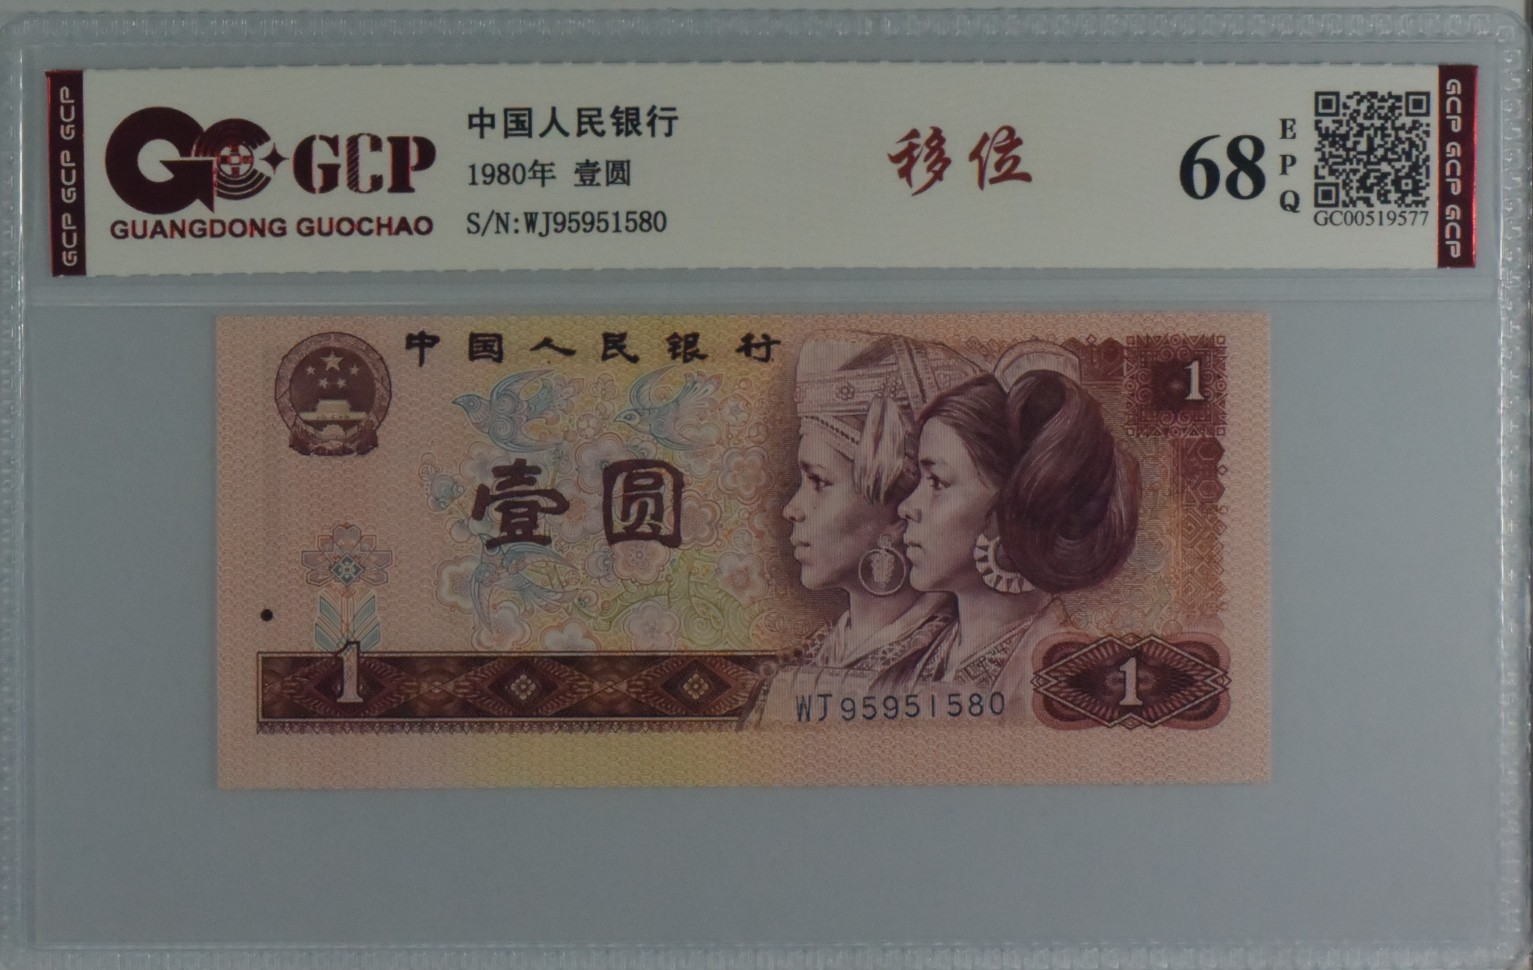 GCP GCP GCP
GCP
GUANGDONG GUOCHAO
中国人民银行
1980年 壹圆
S/N:WJ95951580
移位
68
EPQ
GC00519577
GCP GCP GCP
中国人民银行
1
壹圆
1
WJ95951580
1